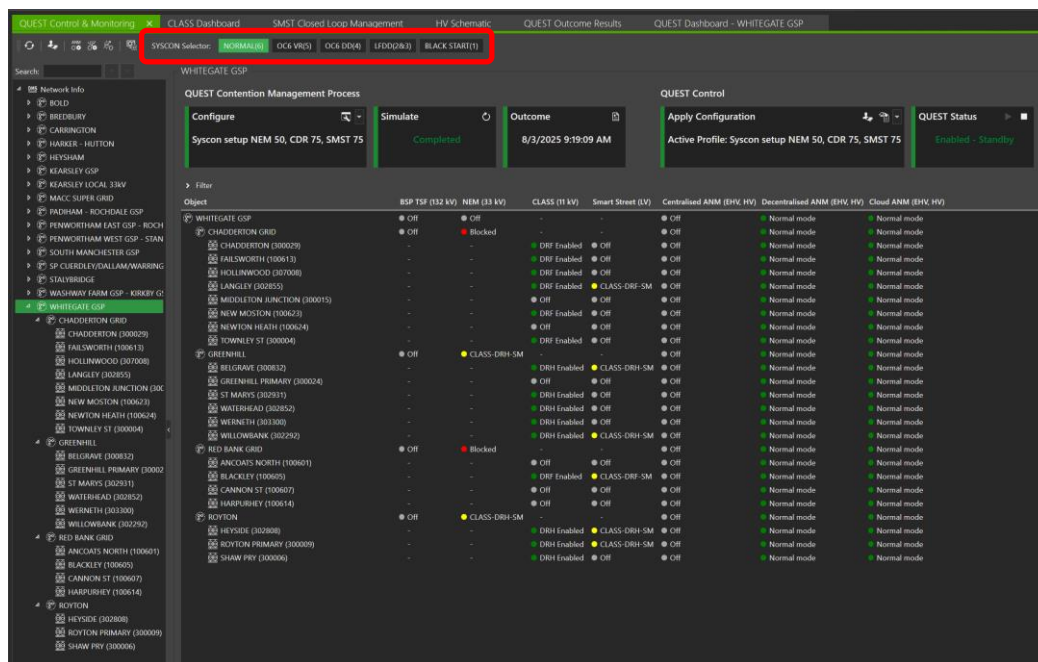 QUEST Control & Monitoring × CLASS Dashboard SMST Closed Loop Management HV Schematic QUEST Outcome Results QUEST Dashboard - WHITEGATE GSP
SYSCON Selector: NORMAL(6) OC6 VR(5) OC6 DD(4) LFDD(2&3) BLACK START(1)
Search:
WHITEGATE GSP
Network Info
BOLD
BREDBURY
CARRINGTON
HARKER - HUTTON
HEYSHAM
KEARSLEY GSP
KEARSLEY LOCAL 33kV
MACC SUPER GRID
PADIHAM - ROCHDALE GSP
PENWORTHAM EAST GSP - ROCH
PENWORTHAM WEST GSP - STAN
SOUTH MANCHESTER GSP
SP CUERDLEY/DALLAM/WARRING
STALYBRIDGE
WASHWAY FARM GSP - KIRKBY G
WHITEGATE GSP
CHADDERTON GRID
CHADDERTON (300029)
FAILSWORTH (100613)
HOLLINWOOD (307008)
LANGLEY (302855)
MIDDLETON JUNCTION (30C
NEW MOSTON (100623)
NEWTON HEATH (100624)
TOWNLEY ST (300004)
GREENHILL
BELGRAVE (300832)
GREENHILL PRIMARY (30002
ST MARYS (302931)
WATERHEAD (302852)
WERNETH (303300)
WILLOWBANK (302292)
RED BANK GRID
ANCOATS NORTH (100601)
BLACKLEY (100605)
CANNON ST (100607)
HARPURHEY (100614)
ROYTON
HEYSIDE (302808)
ROYTON PRIMARY (300009)
SHAW PRY (300006)
QUEST Contention Management Process
Configure
Syscon setup NEM 50, CDR 75, SMST 75
Simulate
Completed
Outcome
8/3/2025 9:19:09 AM
QUEST Control
Apply Configuration
Active Profile: Syscon setup NEM 50, CDR 75, SMST 75
QUEST Status
Enabled - Standby
Filter
Object BSP TSF (132 kV) NEM (33 kV) CLASS (11 kV) Smart Street (LV) Centralised ANM (EHV, HV) Decentralised ANM (EHV, HV) Cloud ANM (EHV, HV)
WHITEGATE GSP Off Off - - Off Normal mode Normal mode
CHADDERTON GRID Off Blocked - - Off Normal mode Normal mode
CHADDERTON (300029) - - DRF Enabled Off Off Normal mode Normal mode
FAILSWORTH (100613) - - DRF Enabled Off Off Normal mode Normal mode
HOLLINWOOD (307008) - - DRF Enabled Off Off Normal mode Normal mode
LANGLEY (302855) - - DRF Enabled CLASS-DRF-SM Off Normal mode Normal mode
MIDDLETON JUNCTION (300015) - - Off Off Off Normal mode Normal mode
NEW MOSTON (100623) - - DRF Enabled Off Off Normal mode Normal mode
NEWTON HEATH (100624) - - Off Off Off Normal mode Normal mode
TOWNLEY ST (300004) - - DRF Enabled Off Off Normal mode Normal mode
GREENHILL Off CLASS-DRH-SM - - Off Normal mode Normal mode
BELGRAVE (300832) - - DRH Enabled CLASS-DRH-SM Off Normal mode Normal mode
GREENHILL PRIMARY (300024) - - Off Off Off Normal mode Normal mode
ST MARYS (302931) - - DRH Enabled Off Off Normal mode Normal mode
WATERHEAD (302852) - - DRH Enabled Off Off Normal mode Normal mode
WERNETH (303300) - - DRH Enabled Off Off Normal mode Normal mode
WILLOWBANK (302292) - - DRH Enabled CLASS-DRH-SM Off Normal mode Normal mode
RED BANK GRID Off Blocked - - Off Normal mode Normal mode
ANCOATS NORTH (100601) - - Off Off Off Normal mode Normal mode
BLACKLEY (100605) - - DRF Enabled CLASS-DRF-SM Off Normal mode Normal mode
CANNON ST (100607) - - Off Off Off Normal mode Normal mode
HARPURHEY (100614) - - Off Off Off Normal mode Normal mode
ROYTON Off CLASS-DRH-SM - - Off Normal mode Normal mode
HEYSIDE (302808) - - DRH Enabled CLASS-DRH-SM Off Normal mode Normal mode
ROYTON PRIMARY (300009) - - DRH Enabled CLASS-DRH-SM Off Normal mode Normal mode
SHAW PRY (300006) - - DRH Enabled Off Off Normal mode Normal mode